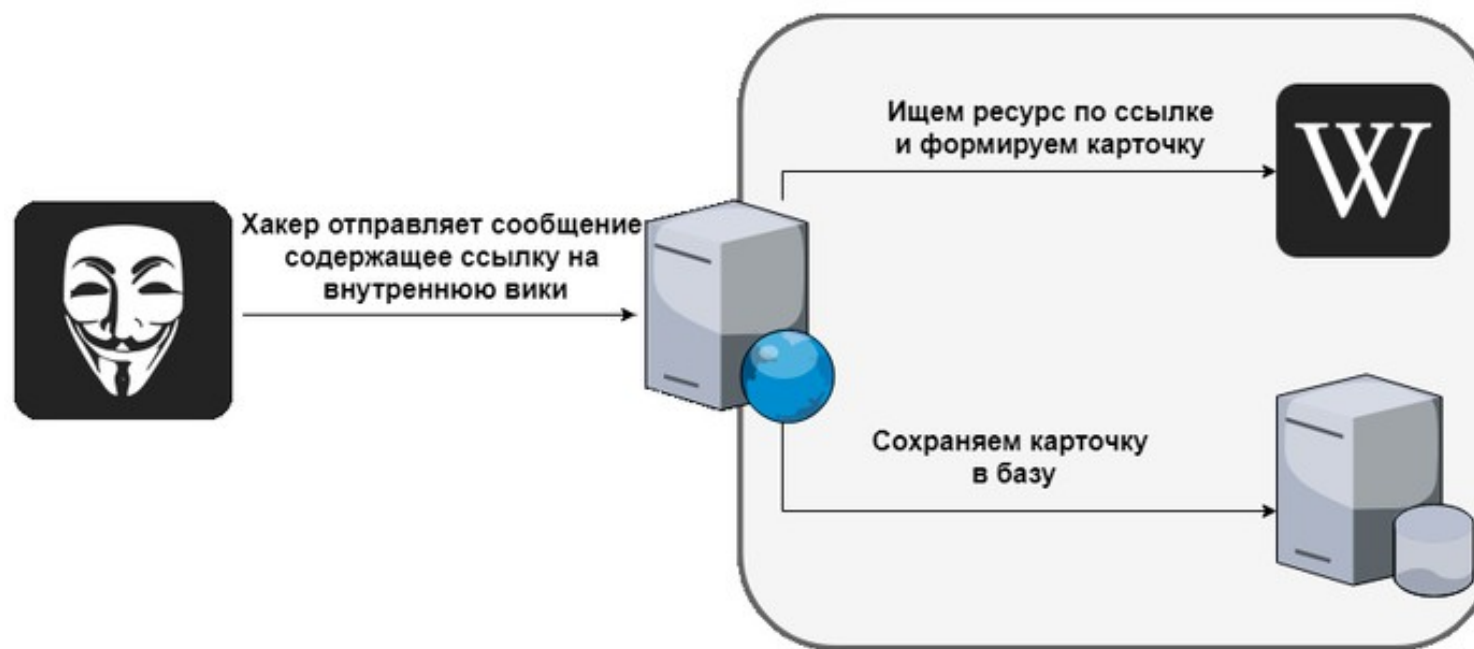 Ищем ресурс по ссылке
и формируем карточку
W
Хакер отправляет сообщение
содержащее ссылку на
внутреннюю вики
Сохраняем карточку
в базу